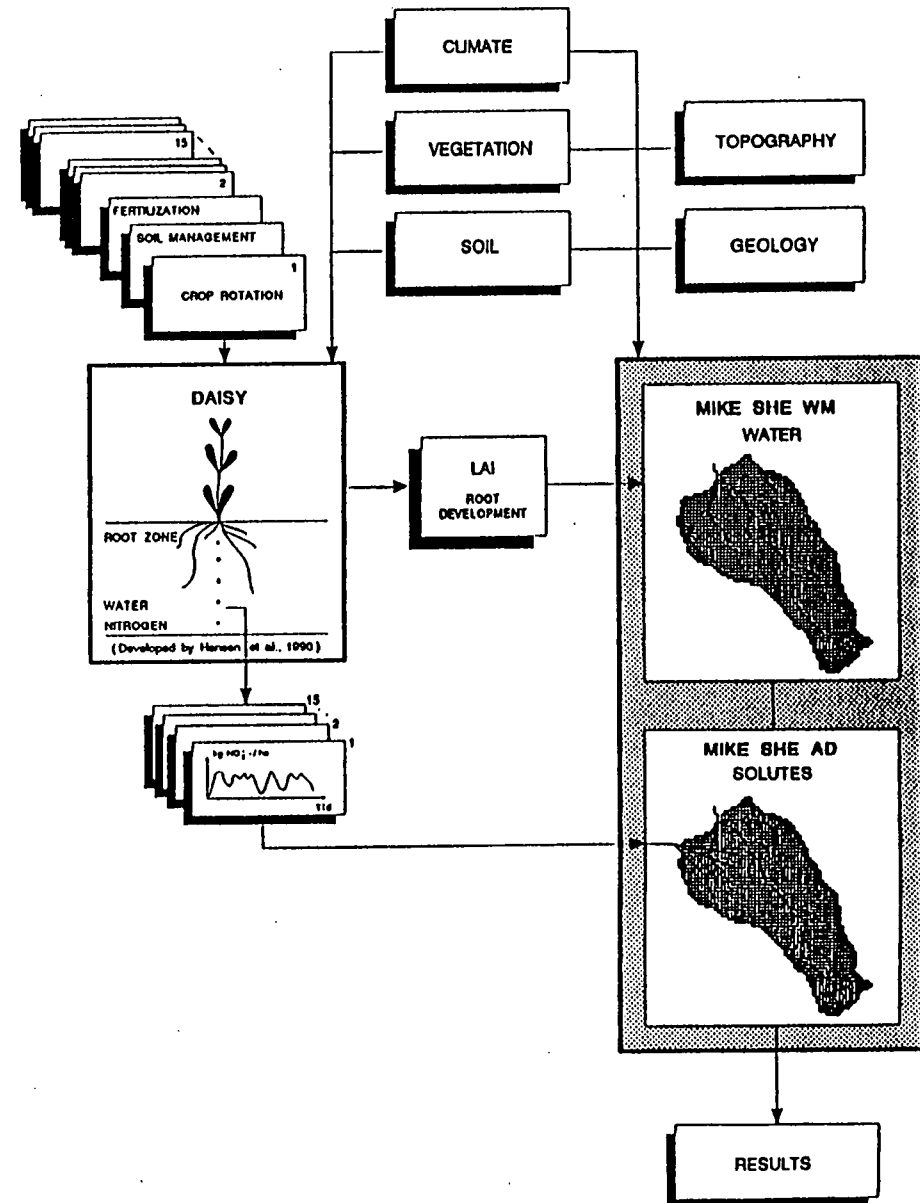 CLIMATE
VEGETATION
TOPOGRAPHY
SOIL
GEOLOGY
15
2
FERTILIZATION
SOIL MANAGEMENT
1
CROP ROTATION
DAISY
ROOT ZONE
WATER
NITROGEN
(Developed by Hansen et al., 1990)
LAI
ROOT
DEVELOPMENT
MIKE SHE WM
WATER
15
2
1
MIKE SHE AD
SOLUTES
RESULTS